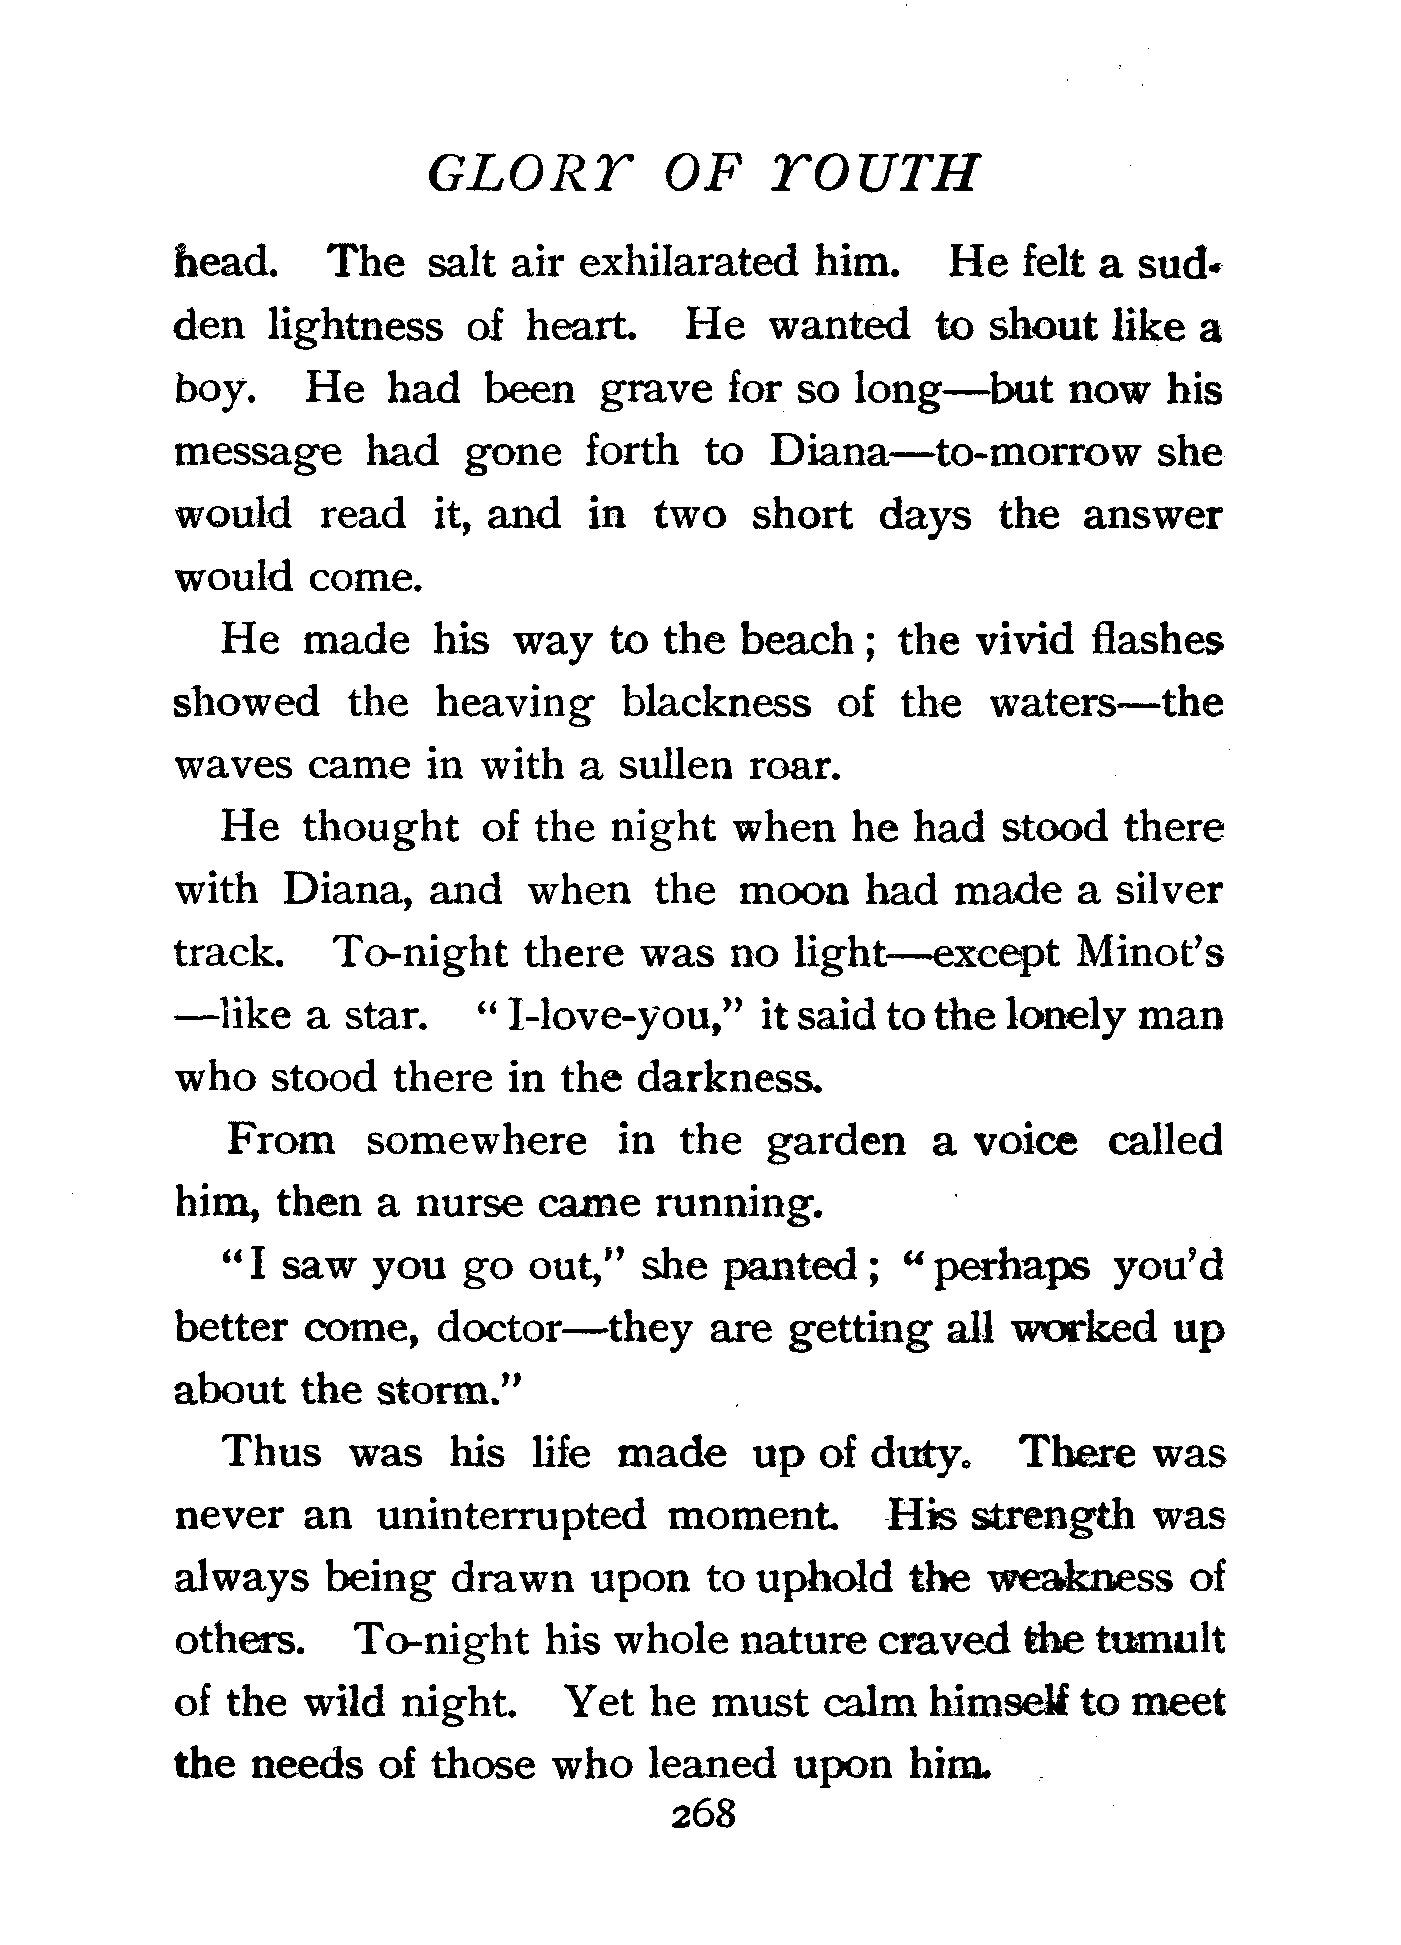 GLORY OF YOUTH
head. The salt air exhilarated him. He felt a sud-
den lightness of heart. He wanted to shout like a
boy. He had been grave for so long—but now his
message had gone forth to Diana—to-morrow she
would read it, and in two short days the answer
would come.
He made his way to the beach; the vivid flashes
showed the heaving blackness of the waters—the
waves came in with a sullen roar.
He thought of the night when he had stood there
with Diana, and when the moon had made a silver
track. To-night there was no light—except Minot's
—like a star. "I-love-you," it said to the lonely man
who stood there in the darkness.
From somewhere in the garden a voice called
him, then a nurse came running.
"I saw you go out," she panted; "perhaps you'd
better come, doctor—they are getting all worked up
about the storm."
Thus was his life made up of duty. There was
never an uninterrupted moment. His strength was
always being drawn upon to uphold the weakness of
others. To-night his whole nature craved the tumult
of the wild night. Yet he must calm himself to meet
the needs of those who leaned upon him.
268